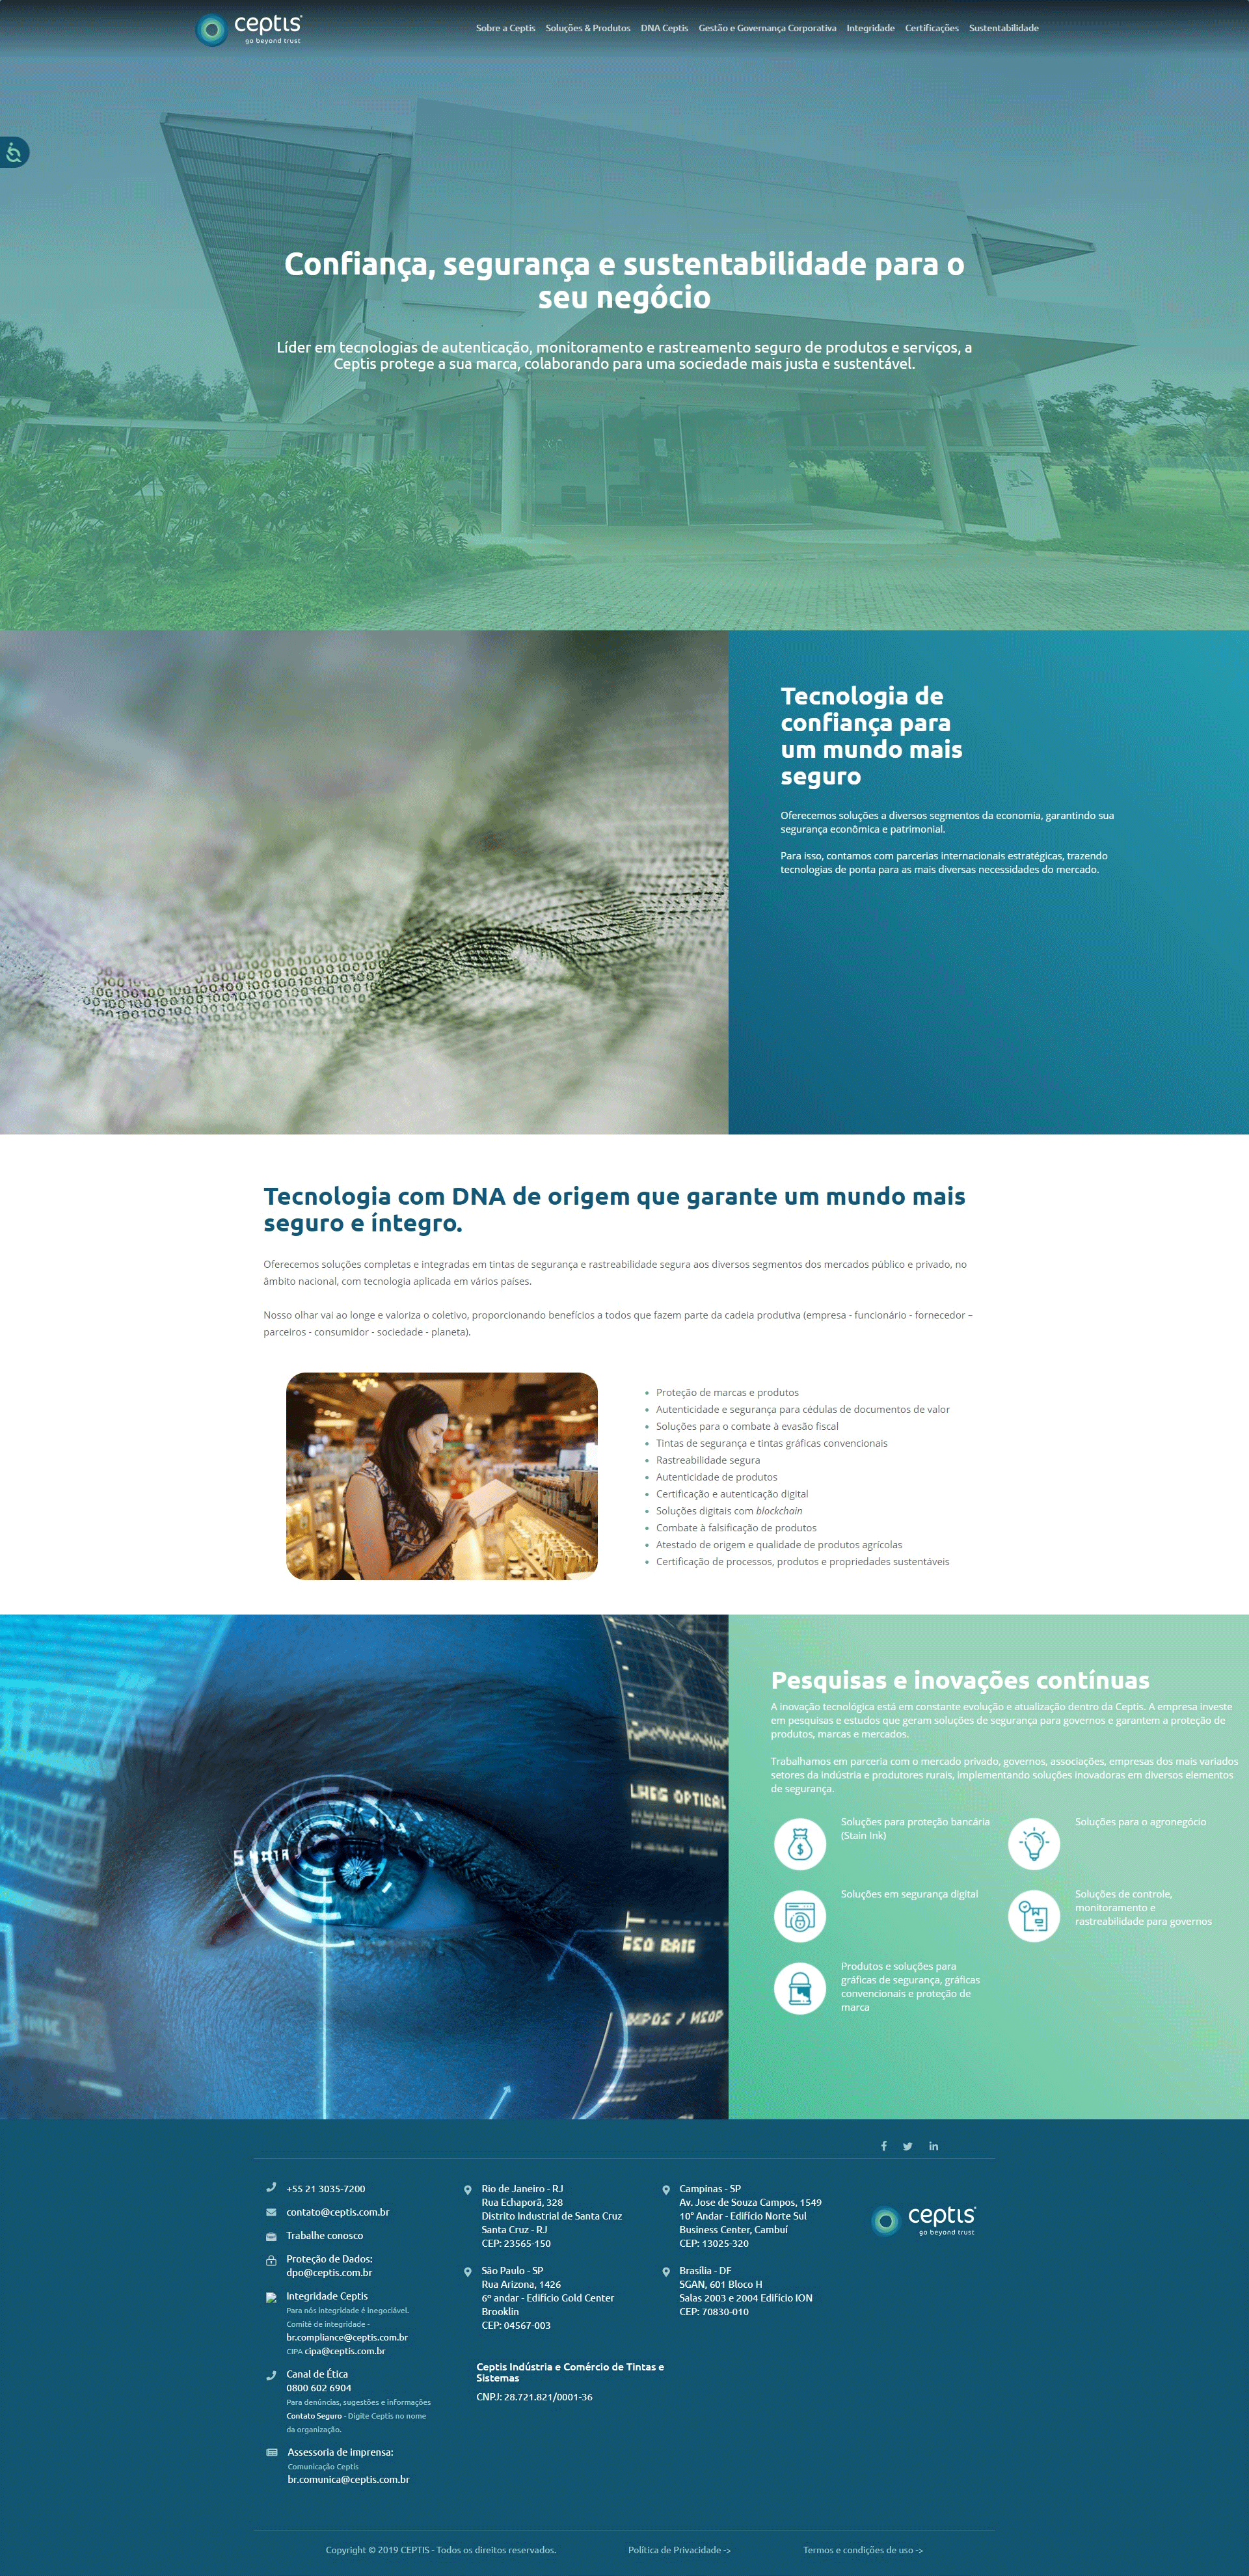 ceptis
go beyond trust
Sobre a Ceptis
Soluções & Produtos
DNA Ceptis
Gestão e Governança Corporativa
Integridade
Certificações
Sustentabilidade
Confiança, segurança e sustentabilidade para o
seu negócio
Líder em tecnologias de autenticação, monitoramento e rastreamento seguro de produtos e serviços, a
Ceptis protege a sua marca, colaborando para uma sociedade mais justa e sustentável.
Tecnologia de
confiança para
um mundo mais
seguro
Oferecemos soluções a diversos segmentos da economia, garantindo sua
segurança econômica e patrimonial.
Para isso, contamos com parcerias internacionais estratégicas, trazendo
tecnologias de ponta para as mais diversas necessidades do mercado.
Tecnologia com DNA de origem que garante um mundo mais
seguro e íntegro.
Oferecemos soluções completas e integradas em tintas de segurança e rastreabilidade segura aos diversos segmentos dos mercados público e privado, no
âmbito nacional, com tecnologia aplicada em vários países.
Nosso olhar vai ao longe e valoriza o coletivo, proporcionando benefícios a todos que fazem parte da cadeia produtiva (empresa - funcionário - fornecedor –
parceiros - consumidor - sociedade - planeta).
Proteção de marcas e produtos
Autenticidade e segurança para cédulas de documentos de valor
Soluções para o combate à evasão fiscal
Tintas de segurança e tintas gráficas convencionais
Rastreabilidade segura
Autenticidade de produtos
Certificação e autenticação digital
Soluções digitais com blockchain
Combate à falsificação de produtos
Atestado de origem e qualidade de produtos agrícolas
Certificação de processos, produtos e propriedades sustentáveis
Pesquisas e inovações contínuas
A inovação tecnológica está em constante evolução e atualização dentro da Ceptis. A empresa investe
em pesquisas e estudos que geram soluções de segurança para governos e garantem a proteção de
produtos, marcas e mercados.
Trabalhamos em parceria com o mercado privado, governos, associações, empresas dos mais variados
setores da indústria e produtores rurais, implementando soluções inovadoras em diversos elementos
de segurança.
Soluções para proteção bancária
(Stain Ink)
Soluções para o agronegócio
Soluções em segurança digital
Soluções de controle,
monitoramento e
rastreabilidade para governos
Produtos e soluções para
gráficas de segurança, gráficas
convencionais e proteção de
marca
+55 21 3035-7200
contato@ceptis.com.br
Trabalhe conosco
Proteção de Dados:
dpo@ceptis.com.br
Integridade Ceptis
Para nós integridade é inegociável.
Comitê de integridade -
br.compliance@ceptis.com.br
CIPA cipa@ceptis.com.br
Canal de Ética
0800 602 6904
Para denúncias, sugestões e informações
Contato Seguro - Digite Ceptis no nome
da organização.
Assessoria de imprensa:
Comunicação Ceptis
br.comunica@ceptis.com.br
Rio de Janeiro - RJ
Rua Echaporã, 328
Distrito Industrial de Santa Cruz
Santa Cruz - RJ
CEP: 23565-150
São Paulo - SP
Rua Arizona, 1426
6º andar - Edifício Gold Center
Brooklin
CEP: 04567-003
Campinas - SP
Av. Jose de Souza Campos, 1549
10° Andar - Edifício Norte Sul
Business Center, Cambuí
CEP: 13025-320
Brasília - DF
SGAN, 601 Bloco H
Salas 2003 e 2004 Edifício ION
CEP: 70830-010
Ceptis Indústria e Comércio de Tintas e
Sistemas
CNPJ: 28.721.821/0001-36
ceptis
go beyond trust
Copyright © 2019 CEPTIS - Todos os direitos reservados.
Política de Privacidade ->
Termos e condições de uso ->